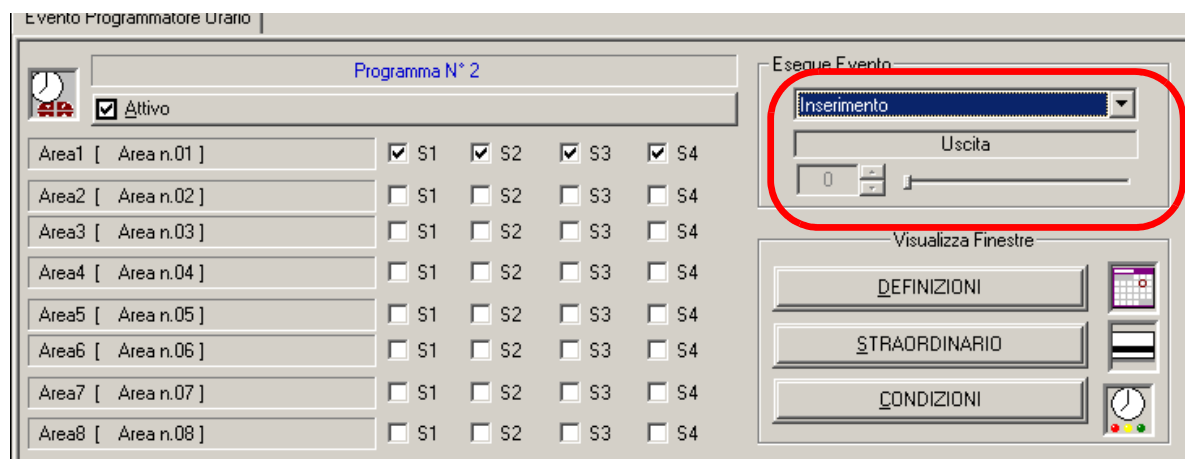 Evento Programmatore Orario
Programma N° 2
Attivo
Area1 [ Area n.01 ] S1 S2 S3 S4
Area2 [ Area n.02 ] S1 S2 S3 S4
Area3 [ Area n.03 ] S1 S2 S3 S4
Area4 [ Area n.04 ] S1 S2 S3 S4
Area5 [ Area n.05 ] S1 S2 S3 S4
Area6 [ Area n.06 ] S1 S2 S3 S4
Area7 [ Area n.07 ] S1 S2 S3 S4
Area8 [ Area n.08 ] S1 S2 S3 S4
Esegue Evento
Inserimento
Uscita
0
Visualizza Finestre
DEFINIZIONI
STRAORDINARIO
CONDIZIONI